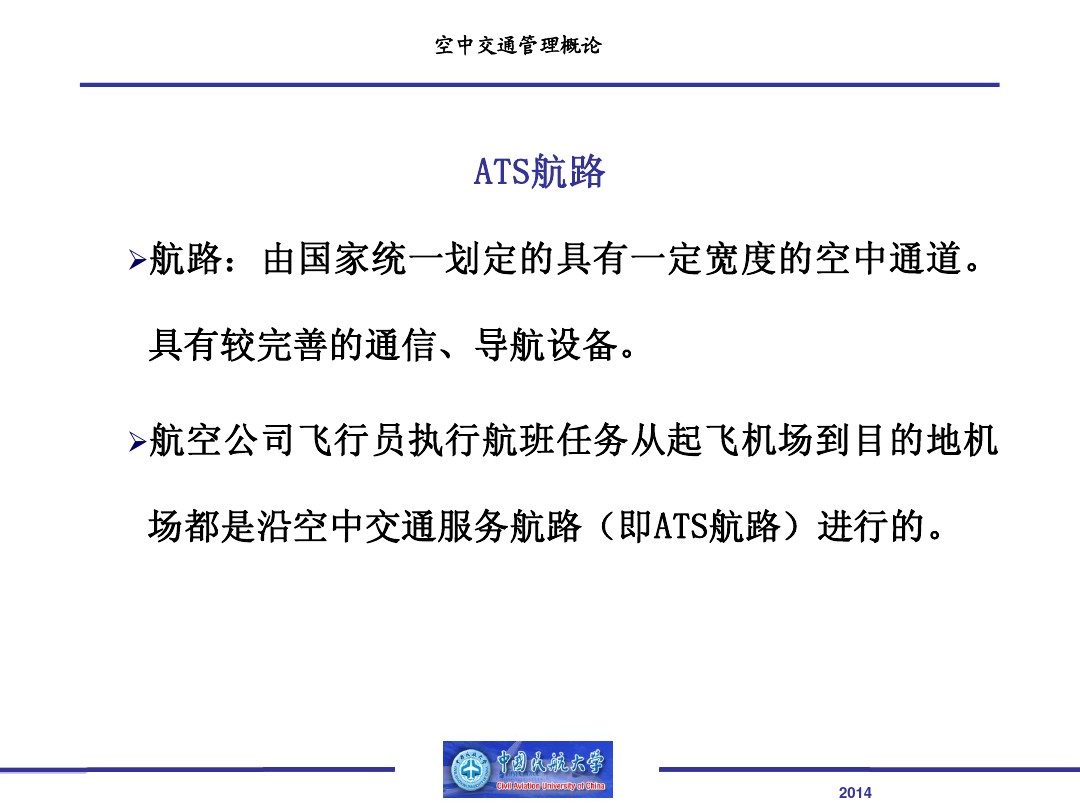 空中交通管理概论
ATS航路
➢航路：由国家统一划定的具有一定宽度的空中通道。
具有较完善的通信、导航设备。
➢航空公司飞行员执行航班任务从起飞机场到目的地机
场都是沿空中交通服务航路（即ATS航路）进行的。
中国民航大学
Civil Aviation University of China
2014